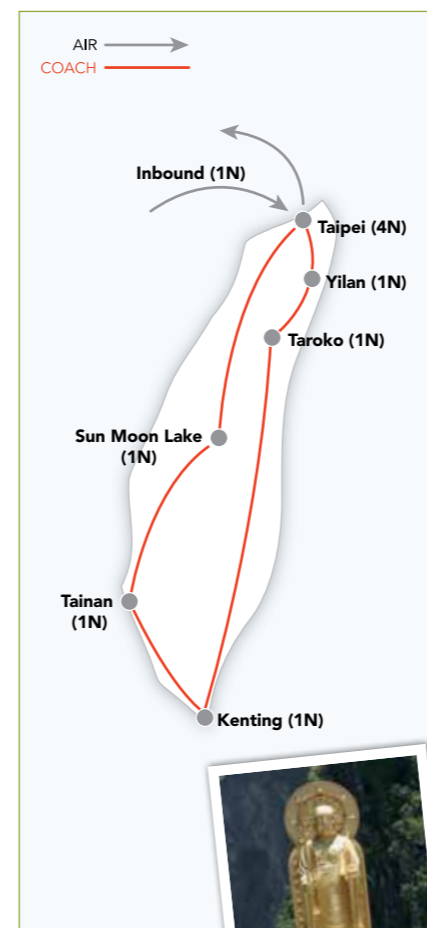 AIR
COACH
Inbound (1N)
Taipei (4N)
Yilan (1N)
Taroko (1N)
Sun Moon Lake
(1N)
Tainan
(1N)
Kenting (1N)